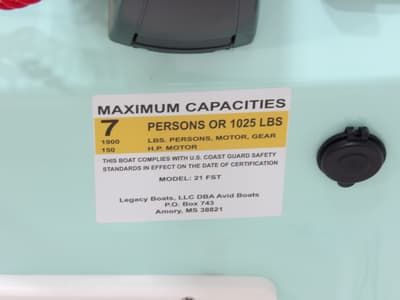 MAXIMUM CAPACITIES
7 PERSONS OR 1025 LBS
1900 LBS. PERSONS, MOTOR, GEAR
150 H.P. MOTOR
THIS BOAT COMPLIES WITH U.S. COAST GUARD SAFETY
STANDARDS IN EFFECT ON THE DATE OF CERTIFICATION
MODEL: 21 FST
Legacy Boats, LLC DBA Avid Boats
P.O. Box 743
Amory, MS 38821